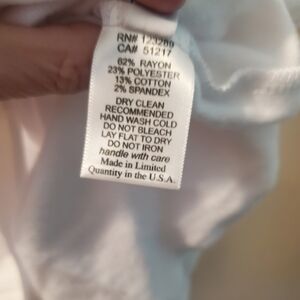 RN# 123289
CA# 51217
62% RAYON
23% POLYESTER
13% COTTON
2% SPANDEX
DRY CLEAN
RECOMMENDED
HAND WASH COLD
DO NOT BLEACH
LAY FLAT TO DRY
DO NOT IRON
handle with care
Made in Limited
Quantity in the U.S.A.